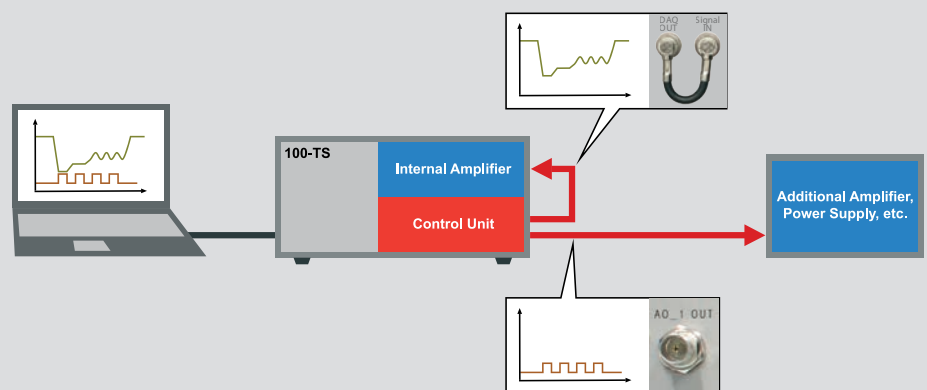 DAQ Signal
OUT IN
100-TS
Internal Amplifier
Control Unit
Additional Amplifier,
Power Supply, etc.
AO_1 OUT